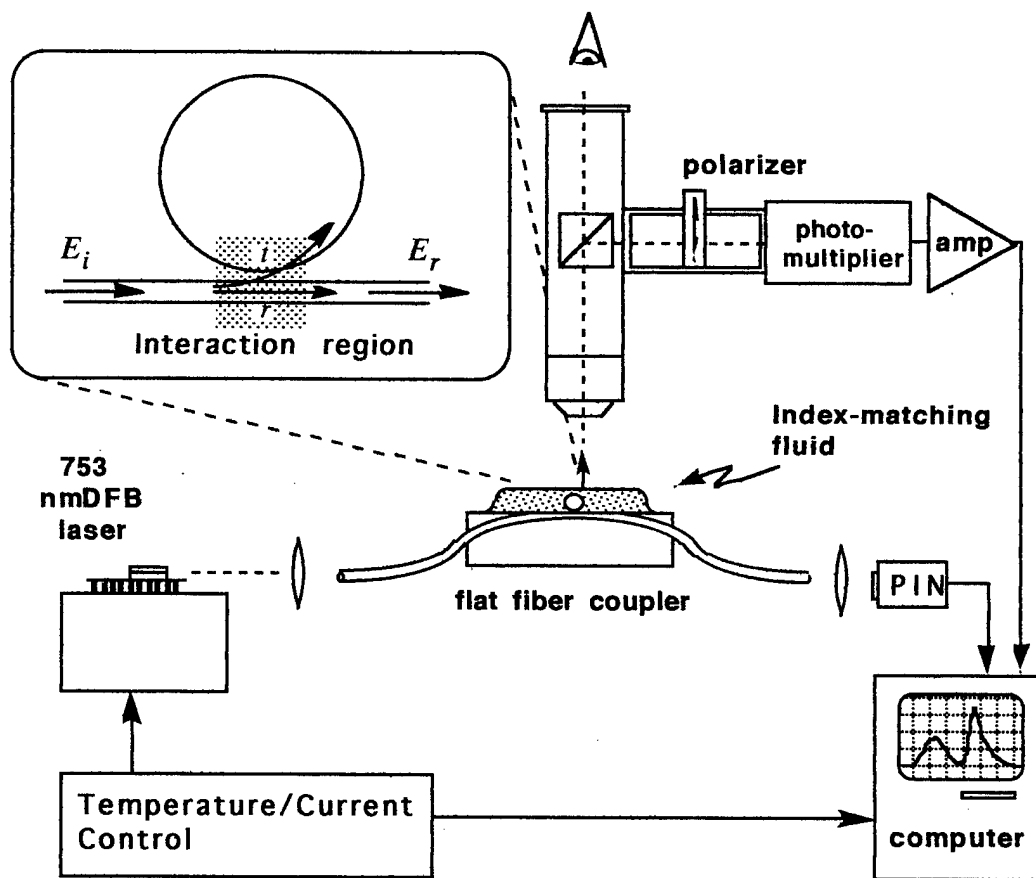 E_i
E_r
t
r
Interaction region
polarizer
photo-
multiplier
amp
Index-matching
fluid
753
nmDFB
laser
flat fiber coupler
PIN
Temperature/Current
Control
computer